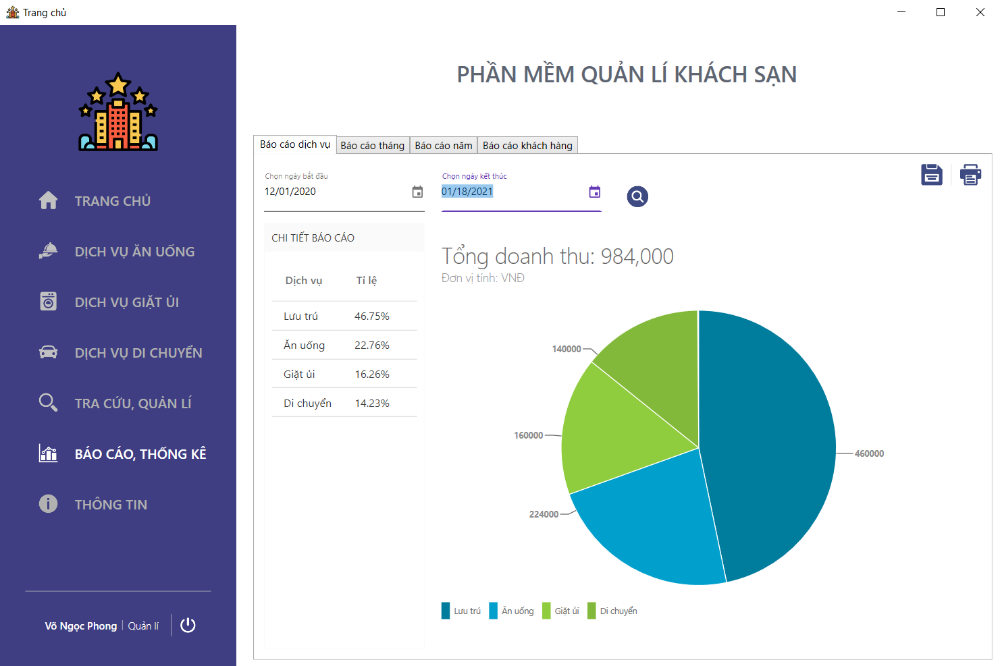 Trang chủ
PHẦN MỀM QUẢN LÍ KHÁCH SẠN
TRANG CHỦ
DỊCH VỤ ĂN UỐNG
DỊCH VỤ GIẶT ỦI
DỊCH VỤ DI CHUYỂN
TRA CỨU, QUẢN LÍ
BÁO CÁO, THỐNG KÊ
THÔNG TIN
Võ Ngọc Phong | Quản lí
Báo cáo dịch vụ Báo cáo tháng Báo cáo năm Báo cáo khách hàng
Chọn ngày bắt đầu Chọn ngày kết thúc
12/01/2020 01/18/2021
CHI TIẾT BÁO CÁO
Dịch vụ Tỉ lệ
Lưu trú 46.75%
Ăn uống 22.76%
Giặt ủi 16.26%
Di chuyển 14.23%
Tổng doanh thu: 984,000
Đơn vị tính: VNĐ
140000
160000
460000
224000
Lưu trú Ăn uống Giặt ủi Di chuyển